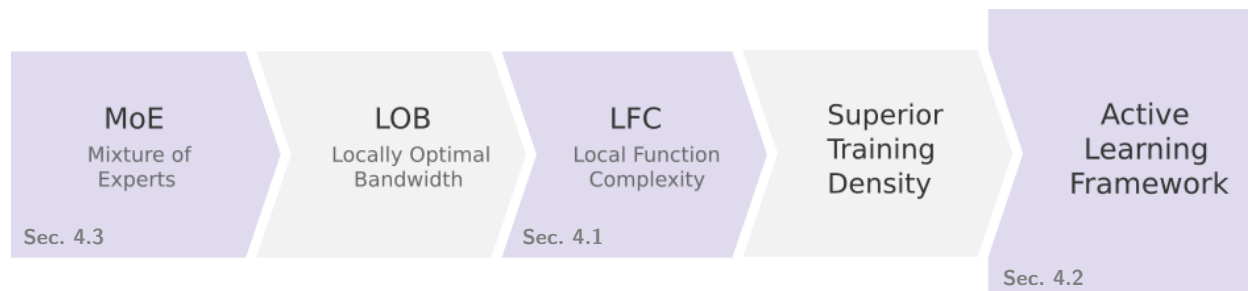 MoE
Mixture of
Experts
Sec. 4.3
LOB
Locally Optimal
Bandwidth
LFC
Local Function
Complexity
Sec. 4.1
Superior
Training
Density
Active
Learning
Framework
Sec. 4.2